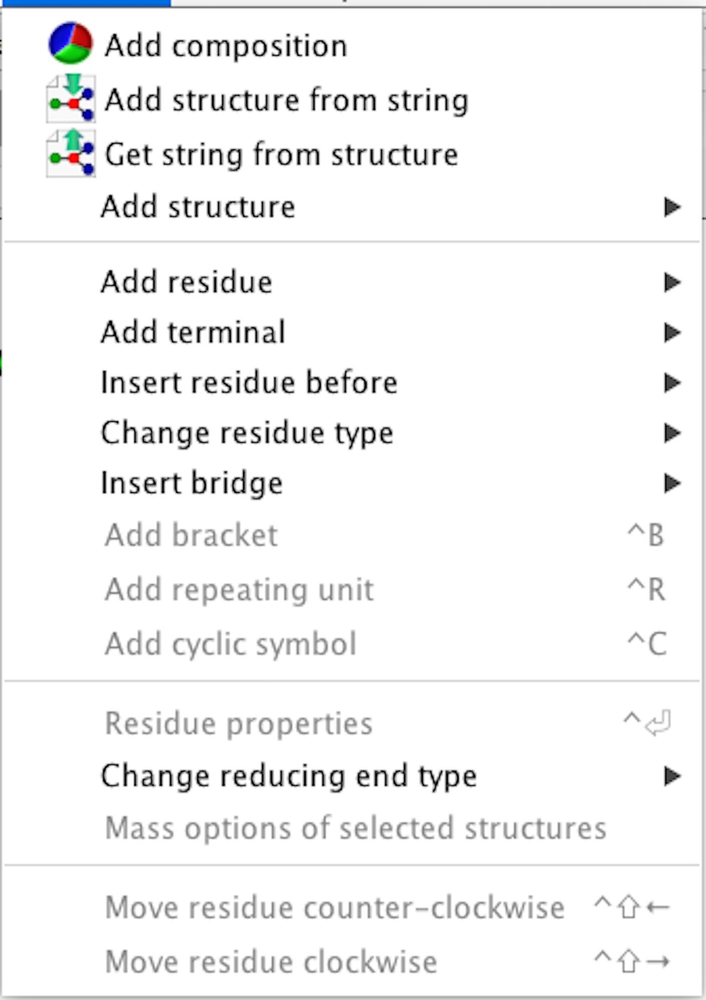 Add composition
Add structure from string
Get string from structure
Add structure
Add residue
Add terminal
Insert residue before
Change residue type
Insert bridge
Add bracket ^B
Add repeating unit ^R
Add cyclic symbol ^C
Residue properties ^⏎
Change reducing end type
Mass options of selected structures
Move residue counter-clockwise ^⇧←
Move residue clockwise ^⇧→